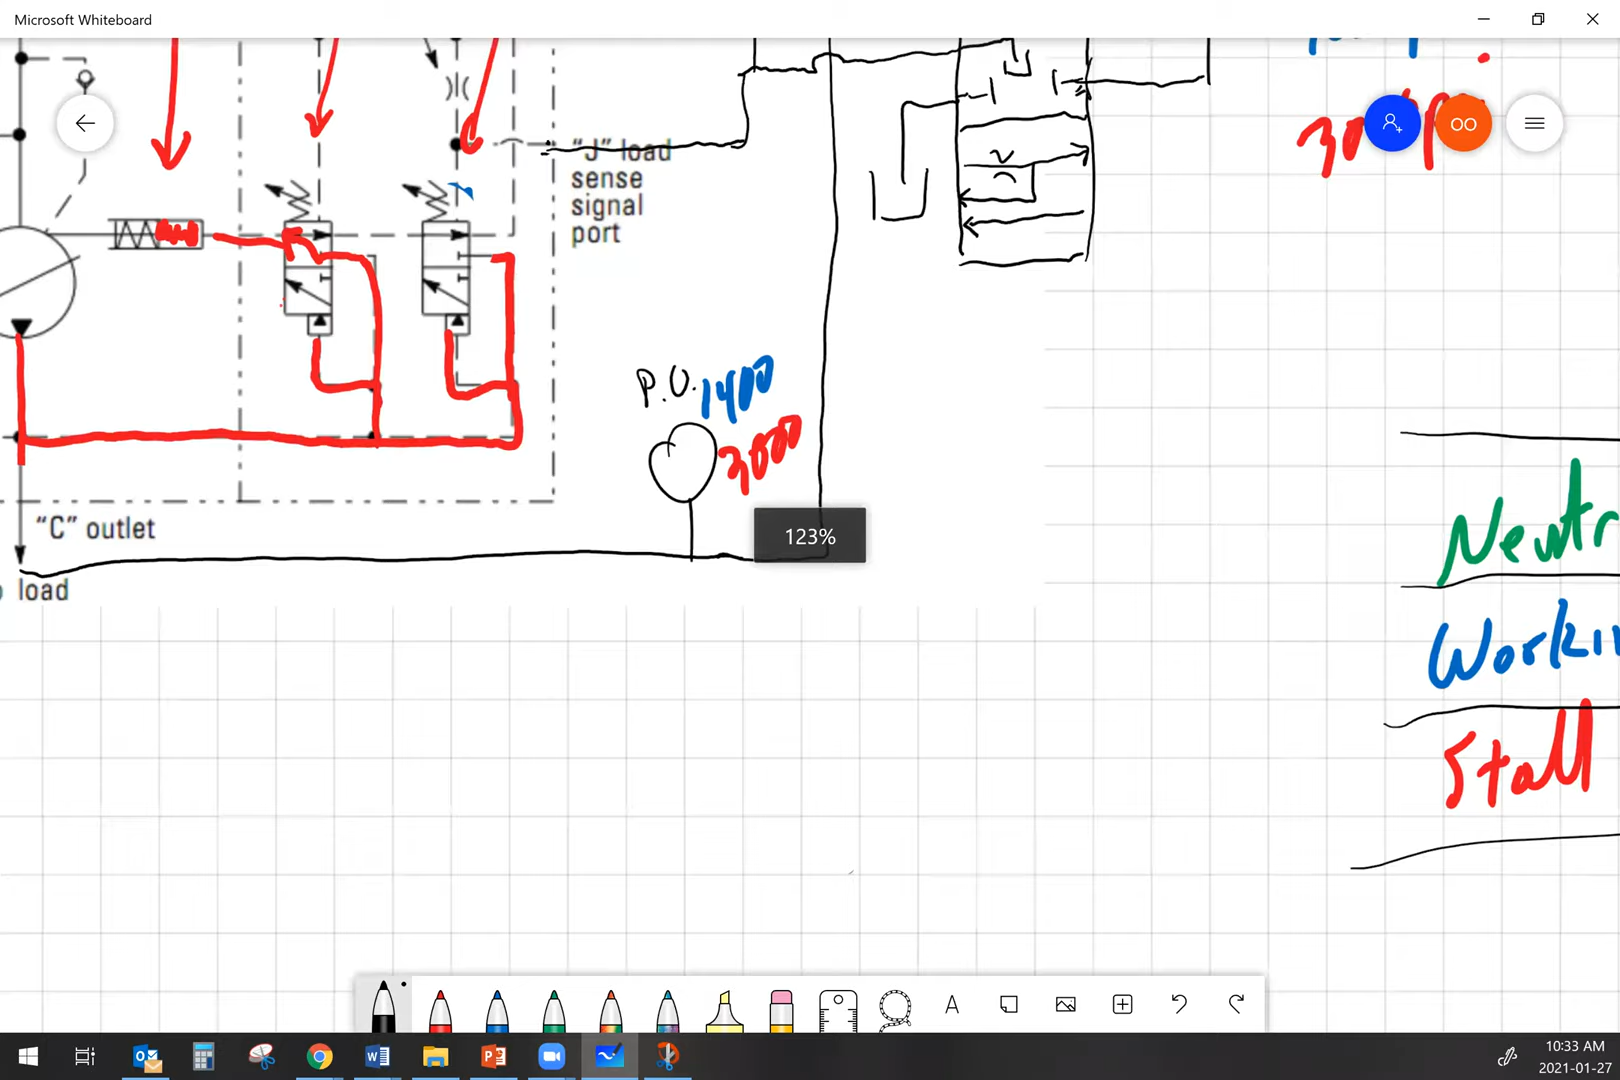 Microsoft Whiteboard
"J" load
sense
signal
port
P.O. 1400
3000
123%
"C" outlet
load
Neutr
Workin
Stall
A
10:33 AM
2021-01-27